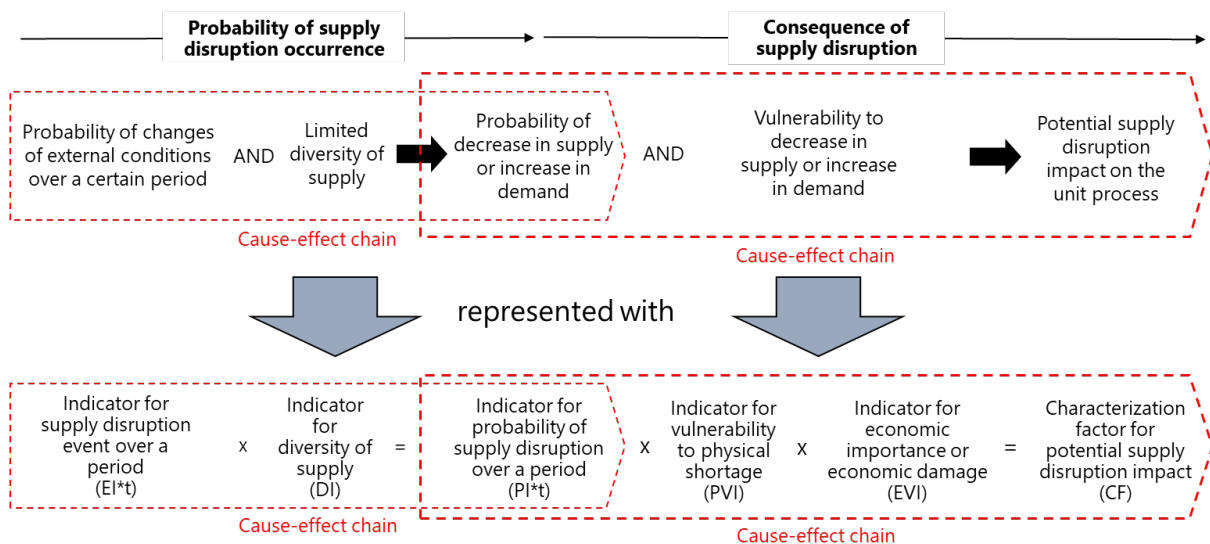 Probability of supply
disruption occurrence
Consequence of
supply disruption
Probability of changes
of external conditions
over a certain period
AND
Limited
diversity of
supply
Probability of
decrease in supply
or increase in
demand
AND
Vulnerability to
decrease in
supply or increase
in demand
Potential supply
disruption
impact on the
unit process
Cause-effect chain
Cause-effect chain
represented with
Indicator for
supply disruption
event over a
period
(EI*t)
x
Indicator
for
diversity of
supply
(DI)
=
Indicator for
probability of
supply disruption
over a period
(PI*t)
x
Indicator for
vulnerability
to physical
shortage
(PVI)
x
Indicator for
economic
importance or
economic damage
(EVI)
=
Characterization
factor for
potential supply
disruption impact
(CF)
Cause-effect chain
Cause-effect chain